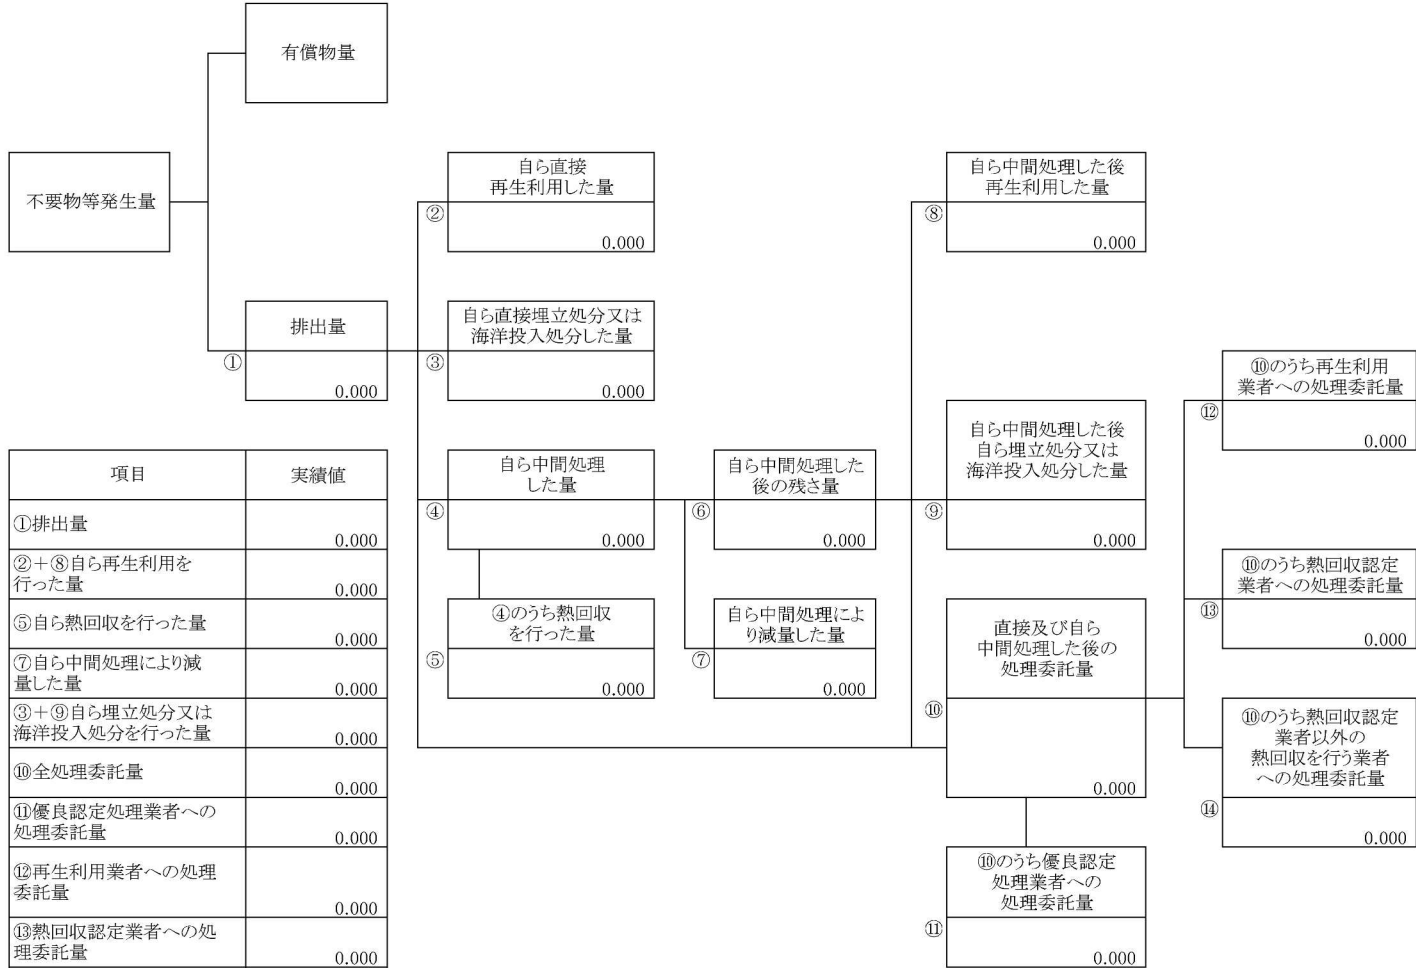 有償物量
不要物等発生量
排出量
①
0.000
自ら直接
再生利用した量
②
0.000
自ら直接埋立処分又は
海洋投入処分した量
③
0.000
自ら中間処理
した量
④
0.000
④のうち熱回収
を行った量
⑤
0.000
自ら中間処理した
後の残さ量
⑥
0.000
自ら中間処理によ
り減量した量
⑦
0.000
自ら中間処理した後
再生利用した量
⑧
0.000
自ら中間処理した後
自ら埋立処分又は
海洋投入処分した量
⑨
0.000
直接及び自ら
中間処理した後の
処理委託量
⑩
0.000
⑩のうち優良認定
処理業者への
処理委託量
⑪
0.000
⑩のうち再生利用
業者への処理委託量
⑫
0.000
⑩のうち熱回収認定
業者への処理委託量
⑬
0.000
⑩のうち熱回収認定
業者以外の
熱回収を行う業者
への処理委託量
⑭
0.000
項目 実績値
①排出量
0.000
②+⑧自ら再生利用を
行った量
0.000
⑤自ら熱回収を行った量
0.000
⑦自ら中間処理により減
量した量
0.000
③+⑨自ら埋立処分又は
海洋投入処分を行った量
0.000
⑩全処理委託量
0.000
⑪優良認定処理業者への
処理委託量
0.000
⑫再生利用業者への処理
委託量
0.000
⑬熱回収認定業者への処
理委託量
0.000